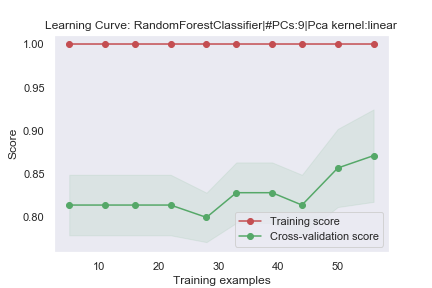 Learning Curve: RandomForestClassifier|#PCs:9|Pca kernel:linear
1.00
0.95
0.90
0.85
0.80
Score
Training score
Cross-validation score
10
20
30
40
50
Training examples